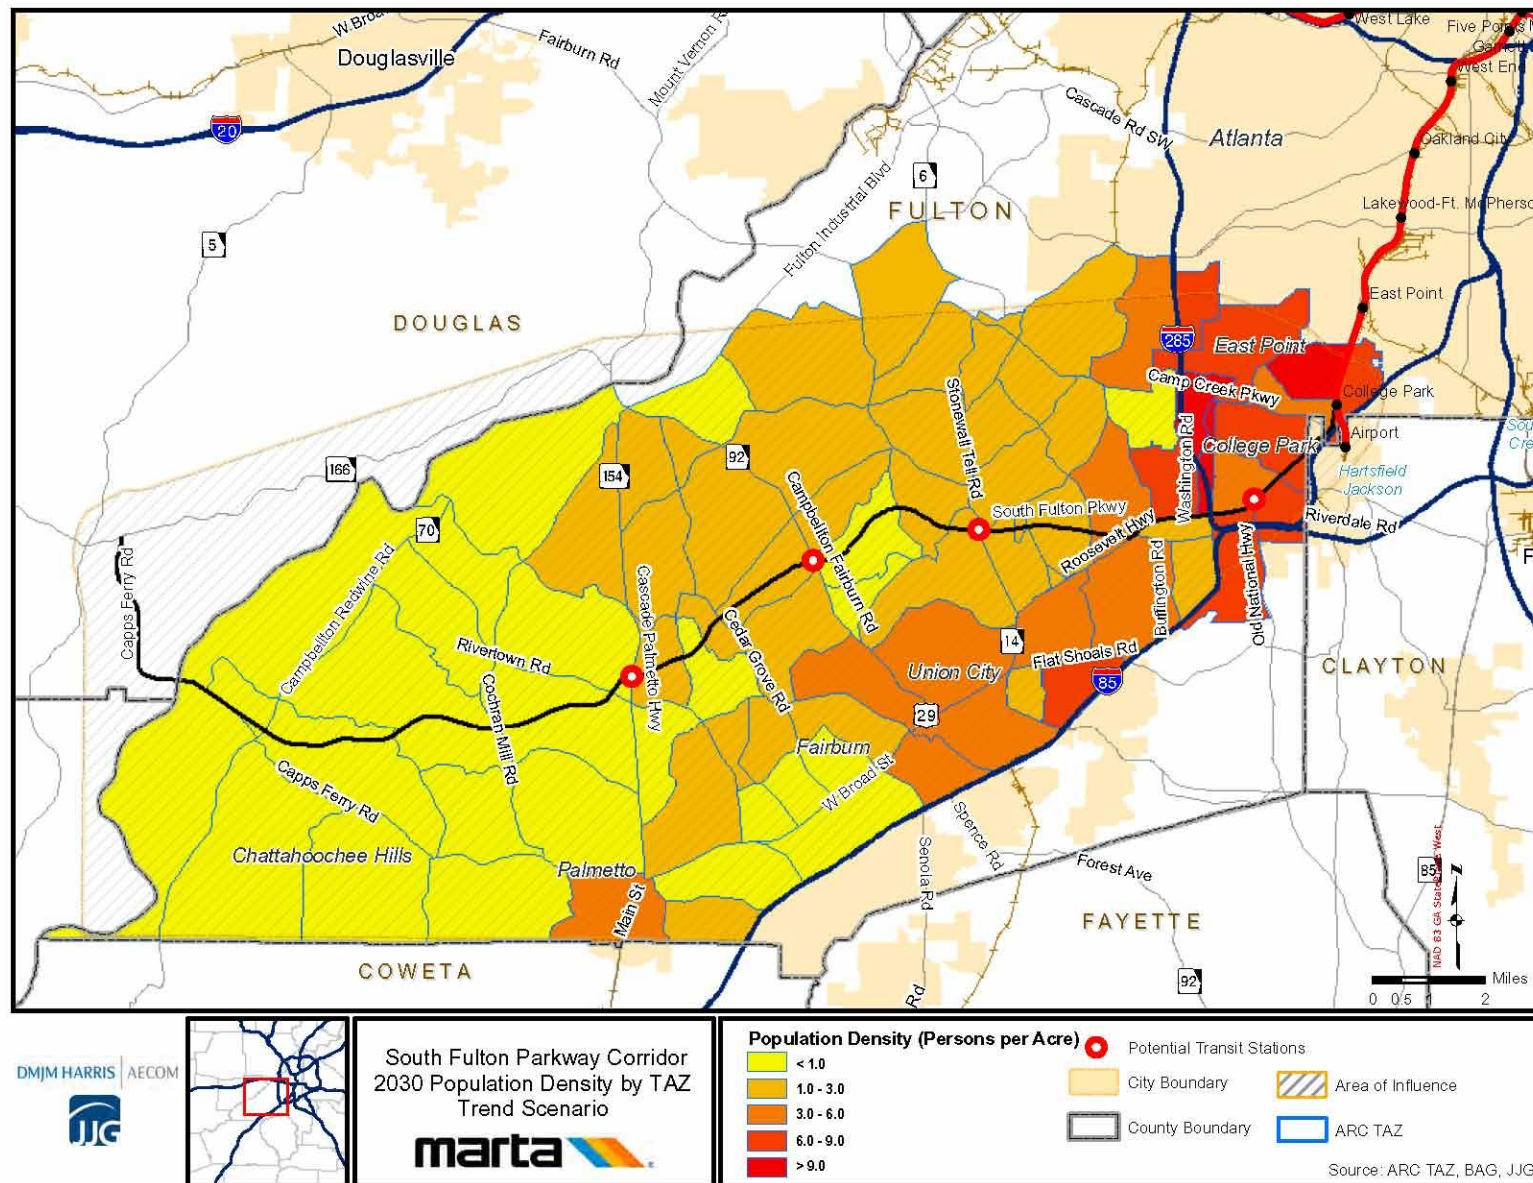 W.Broa
Douglasville
Fairburn Rd
Mount Vernon R
West Lake
Five Points
Garnett
West End
20
Cascade Rd SW
Atlanta
Oakland City
6
FULTON
Lakewood-Ft. McPherso
5
Fulton Industrial Blvd
East Point
DOUGLAS
285
East Point
Camp Creek Pkwy
College Park
Stonewall Tell Rd
Washington Rd
College Park
Airport
Hartsfield
Jackson
166
154
92
Campbellton Fairburn Rd
South Fulton Pkwy
Riverdale Rd
70
Roosevelt Hwy
Capps Ferry Rd
Campbellton Redwine Rd
Cascade Palmetto Hwy
Cedar Grove Rd
Buffington Rd
Old National Hwy
14
Rivertown Rd
Flat Shoals Rd
CLAYTON
Union City
85
Cochran Mill Rd
29
Fairburn
W Broad St
Capps Ferry Rd
Spence Rd
Senoia Rd
Chattahoochee Hills
Palmetto
Forest Ave
85
Main St
FAYETTE
COWETA
92
Rd
Miles
0 0.5 1 2
DMJM HARRIS AECOM
JJG
South Fulton Parkway Corridor
2030 Population Density by TAZ
Trend Scenario
marta
Population Density (Persons per Acre)
< 1.0
1.0 - 3.0
3.0 - 6.0
6.0 - 9.0
> 9.0
Potential Transit Stations
City Boundary
County Boundary
Area of Influence
ARC TAZ
Source: ARC TAZ, BAG, JJG